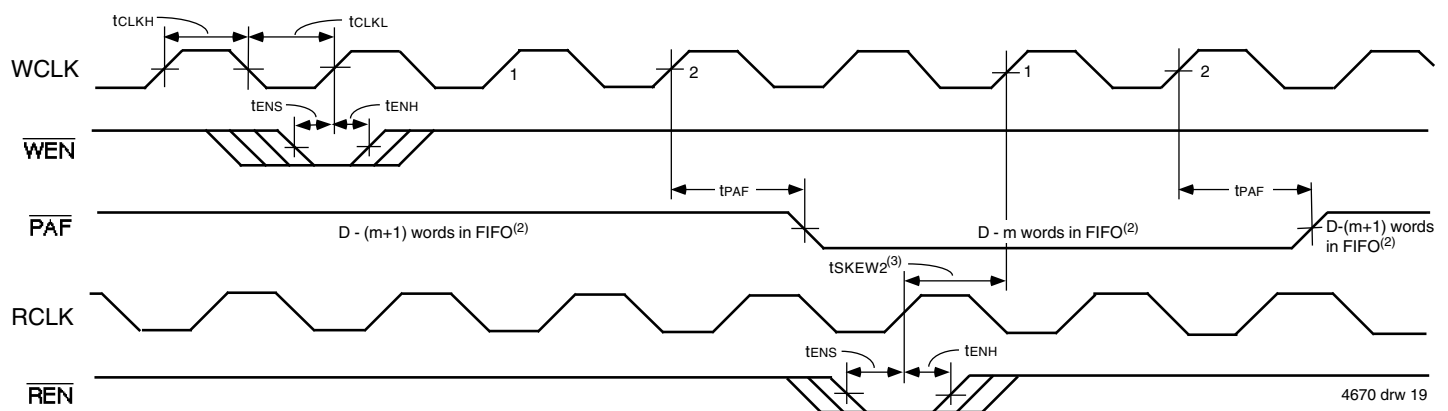 tCLKH tCLKL
WCLK 1 2 1 2
tENS tENH
WEN
tPAF tPAF
PAF D - (m+1) words in FIFO(2) D - m words in FIFO(2) D-(m+1) words
in FIFO(2)
tSKEW2(3)
RCLK
tENS tENH
REN
4670 drw 19